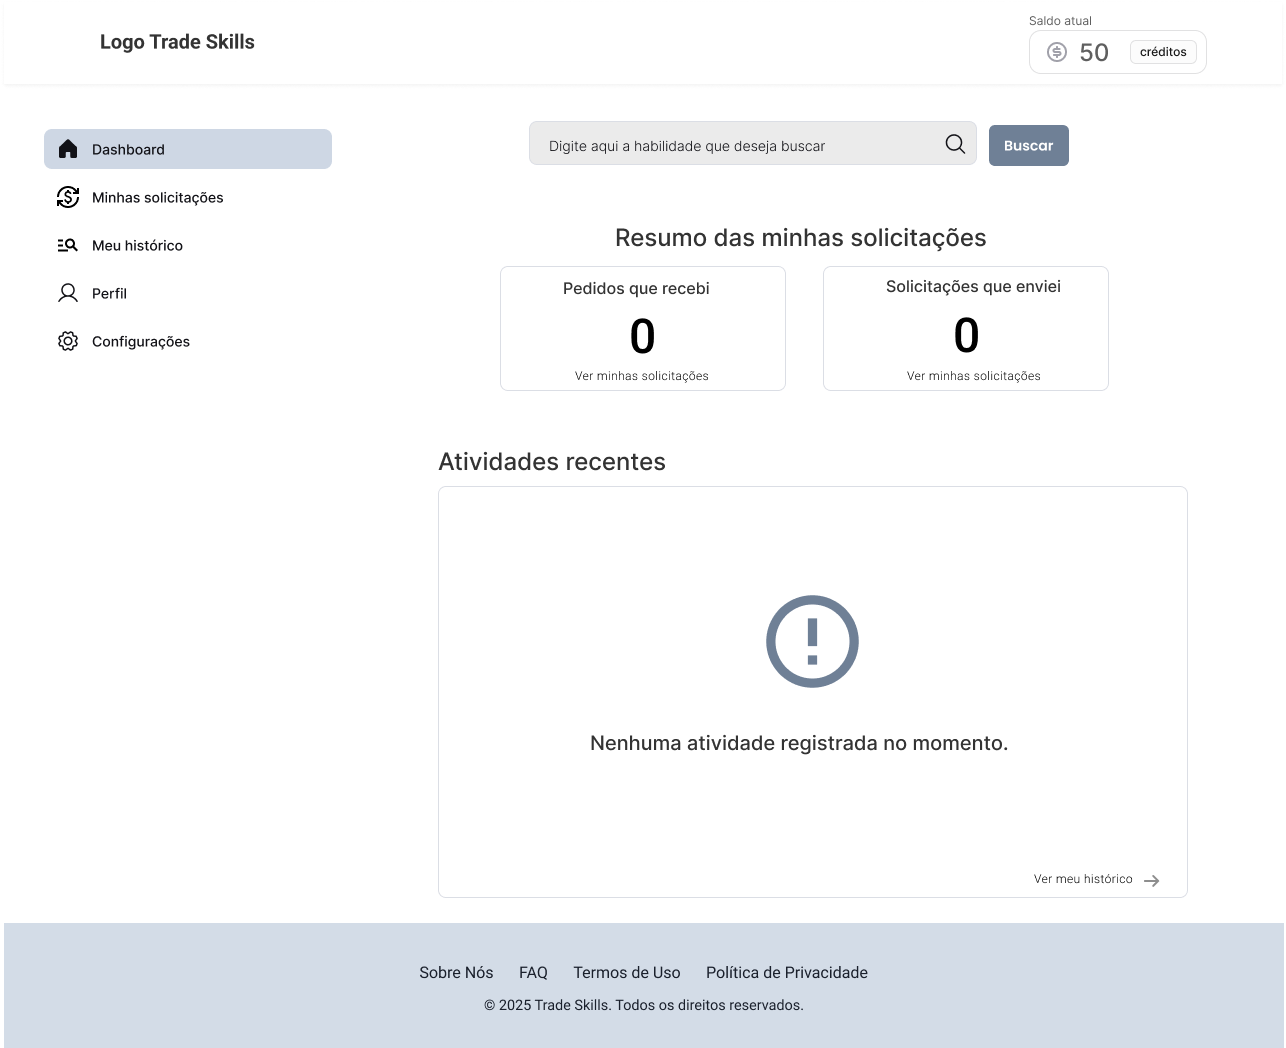 Logo Trade Skills
Saldo atual
50
créditos
Dashboard
Minhas solicitações
Meu histórico
Perfil
Configurações
Digite aqui a habilidade que deseja buscar
Buscar
Resumo das minhas solicitações
Pedidos que recebi
0
Ver minhas solicitações
Solicitações que enviei
0
Ver minhas solicitações
Atividades recentes
Nenhuma atividade registrada no momento.
Ver meu histórico
Sobre Nós FAQ Termos de Uso Política de Privacidade
© 2025 Trade Skills. Todos os direitos reservados.